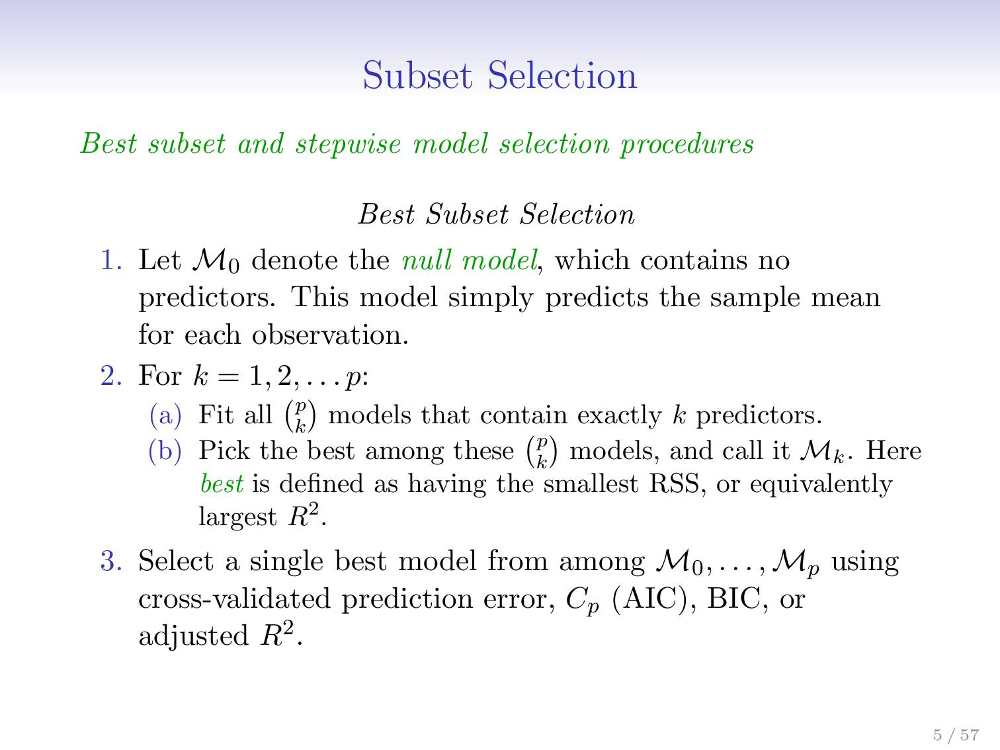 Subset Selection
Best subset and stepwise model selection procedures
Best Subset Selection
1. Let $\mathcal{M}_0$ denote the null model, which contains no
predictors. This model simply predicts the sample mean
for each observation.
2. For $k = 1, 2, \ldots p$:
(a) Fit all $\binom{p}{k}$ models that contain exactly $k$ predictors.
(b) Pick the best among these $\binom{p}{k}$ models, and call it $\mathcal{M}_k$. Here
best is defined as having the smallest RSS, or equivalently
largest $R^2$.
3. Select a single best model from among $\mathcal{M}_0, \ldots, \mathcal{M}_p$ using
cross-validated prediction error, $C_p$ (AIC), BIC, or
adjusted $R^2$.
5 / 57